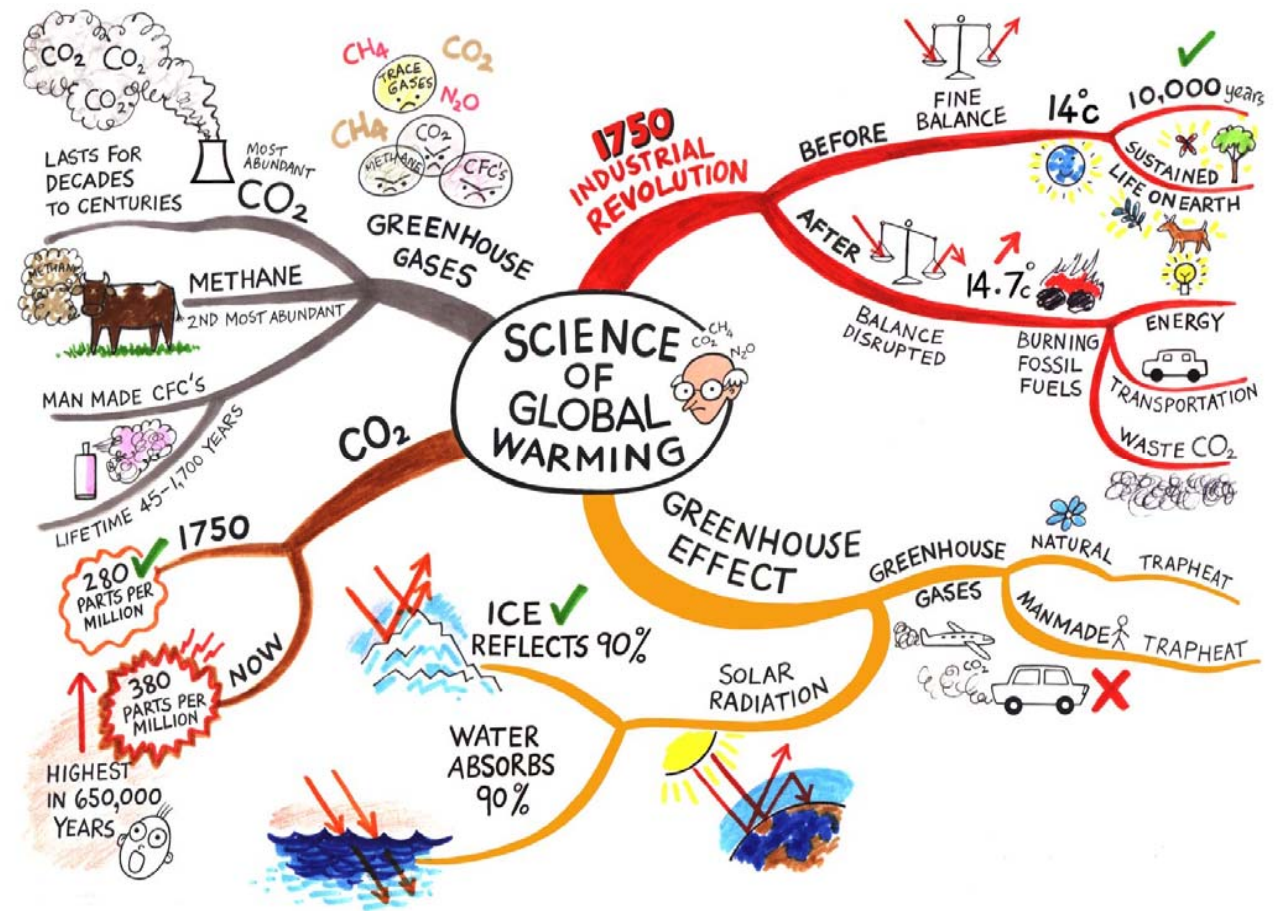 SCIENCE
OF
GLOBAL
WARMING
CH4
CO2
N2O
1750
INDUSTRIAL
REVOLUTION
BEFORE
FINE
BALANCE
14°C
10,000 years
SUSTAINED
LIFE ON EARTH
AFTER
BALANCE
DISRUPTED
14.7°C
BURNING
FOSSIL
FUELS
ENERGY
TRANSPORTATION
WASTE CO2
GREENHOUSE
EFFECT
GREENHOUSE
GASES
NATURAL TRAPHEAT
MANMADE TRAPHEAT
CO2
SOLAR
RADIATION
ICE
REFLECTS 90%
WATER
ABSORBS
90%
CO2
1750
280
PARTS PER
MILLION
NOW
380
PARTS PER
MILLION
HIGHEST
IN 650,000
YEARS
GREENHOUSE
GASES
CH4
CO2
TRACE
GASES
N2O
CH4
CO2
METHANE
CFC'S
CO2 CO2
CO2
MOST
ABUNDANT
CO2
LASTS FOR
DECADES
TO CENTURIES
METHANE
METHANE
2ND MOST ABUNDANT
MAN MADE CFC'S
LIFETIME 45-1,700 YEARS